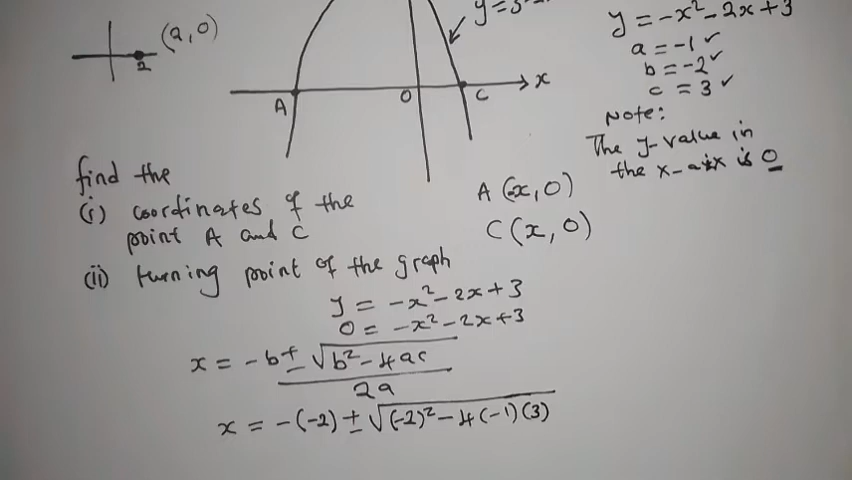 (2,0)
2
y=3-2
A O C x
y = -x² - 2x + 3
a = -1 ✓
b = -2 ✓
c = 3 ✓
Note:
The y-value in
the x-axix is 0
find the
(i) coordinates of the
point A and C
A (-x, 0)
C (x, 0)
(ii) turning point of the graph
y = -x² - 2x + 3
0 = -x² - 2x + 3
x = -b ± √b² - 4ac
2a
x = -(-2) ± √(-2)² - 4(-1)(3)